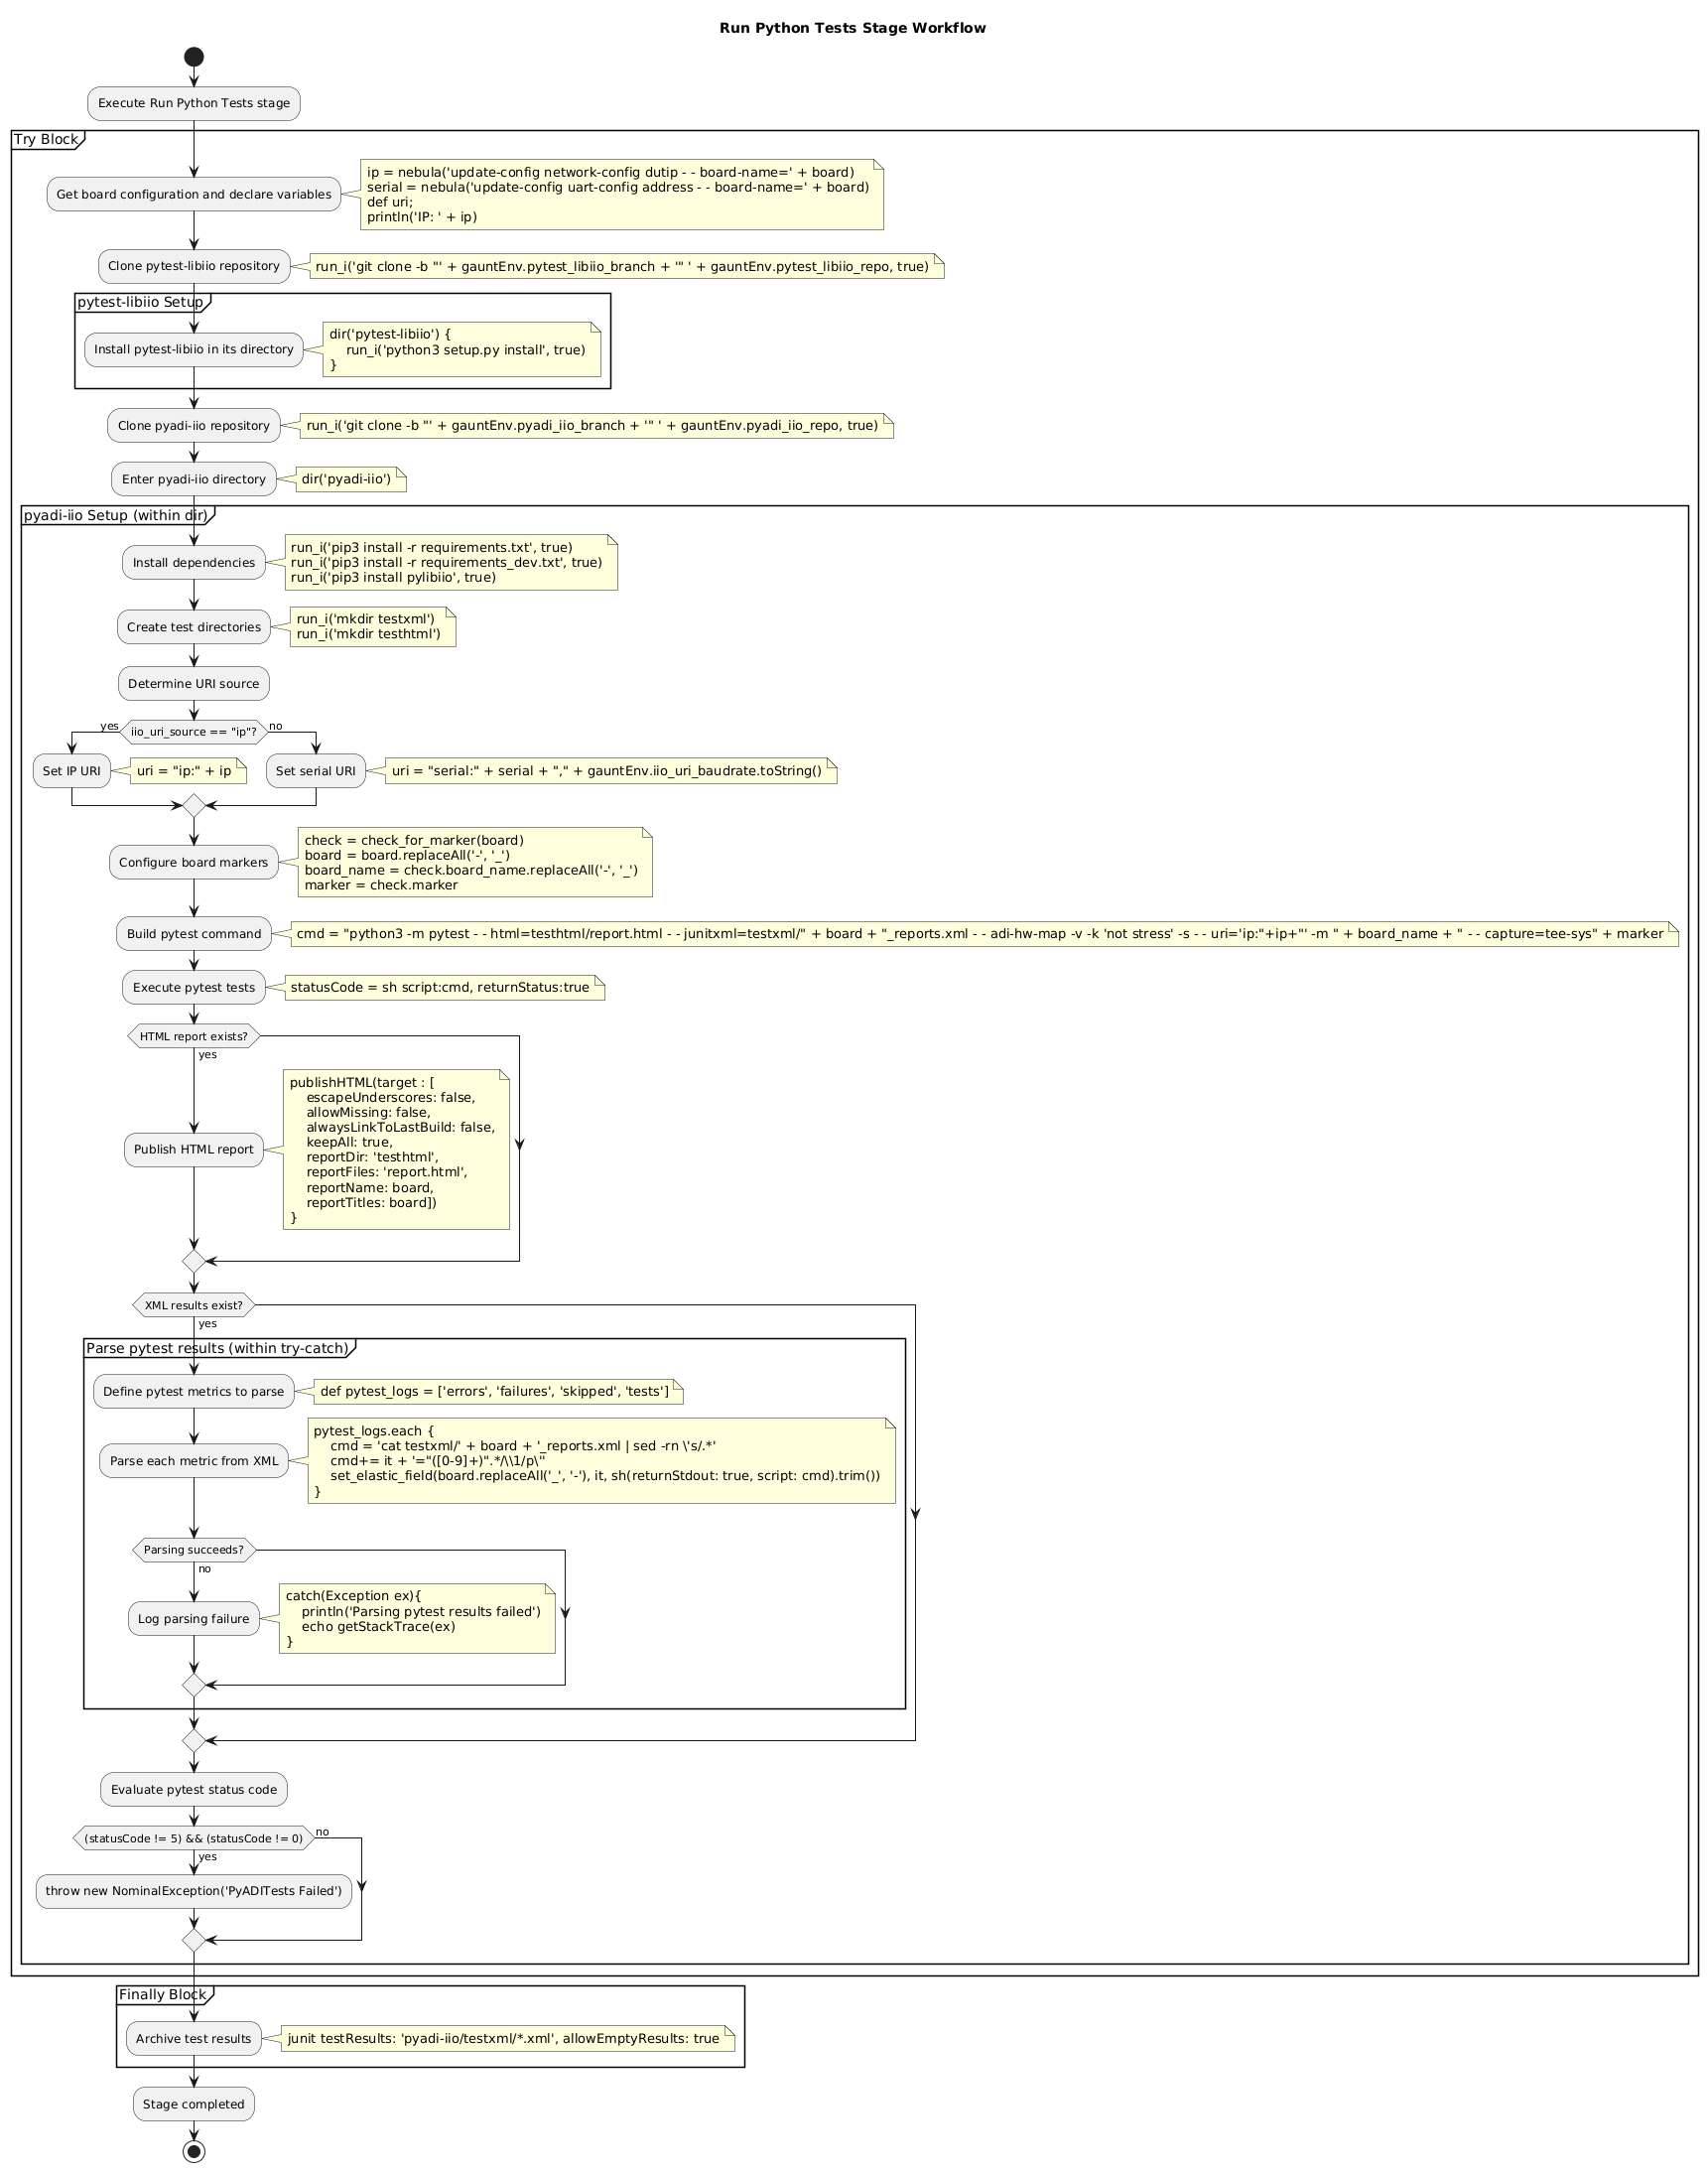 Run Python Tests Stage Workflow
Execute Run Python Tests stage
Try Block
Get board configuration and declare variables
ip = nebula('update-config network-config dutip - - board-name=' + board)
serial = nebula('update-config uart-config address - - board-name=' + board)
def uri;
println('IP: ' + ip)
Clone pytest-libiio repository
run_i('git clone -b "' + gauntEnv.pytest_libiio_branch + '" ' + gauntEnv.pytest_libiio_repo, true)
pytest-libiio Setup
Install pytest-libiio in its directory
dir('pytest-libiio') {
    run_i('python3 setup.py install', true)
}
Clone pyadi-iio repository
run_i('git clone -b "' + gauntEnv.pyadi_iio_branch + '" ' + gauntEnv.pyadi_iio_repo, true)
Enter pyadi-iio directory
dir('pyadi-iio')
pyadi-iio Setup (within dir)
Install dependencies
run_i('pip3 install -r requirements.txt', true)
run_i('pip3 install -r requirements_dev.txt', true)
run_i('pip3 install pylibiio', true)
Create test directories
run_i('mkdir testxml')
run_i('mkdir testhtml')
Determine URI source
yes
iio_uri_source == "ip"?
no
Set IP URI
uri = "ip:" + ip
Set serial URI
uri = "serial:" + serial + "," + gauntEnv.iio_uri_baudrate.toString()
Configure board markers
check = check_for_marker(board)
board = board.replaceAll('-', '_')
board_name = check.board_name.replaceAll('-', '_')
marker = check.marker
Build pytest command
cmd = "python3 -m pytest - - html=testhtml/report.html - - junitxml=testxml/" + board + "_reports.xml - - adi-hw-map -v -k 'not stress' -s - - uri='ip:"+ip+"' -m " + board_name + " - - capture=tee-sys" + marker
Execute pytest tests
statusCode = sh script:cmd, returnStatus:true
HTML report exists?
yes
Publish HTML report
publishHTML(target : [
    escapeUnderscores: false,
    allowMissing: false,
    alwaysLinkToLastBuild: false,
    keepAll: true,
    reportDir: 'testhtml',
    reportFiles: 'report.html',
    reportName: board,
    reportTitles: board])
}
XML results exist?
yes
Parse pytest results (within try-catch)
Define pytest metrics to parse
def pytest_logs = ['errors', 'failures', 'skipped', 'tests']
Parse each metric from XML
pytest_logs.each {
    cmd = 'cat testxml/' + board + '_reports.xml | sed -rn \'s/.*'
    cmd+= it + '="([0-9]+)".*/\\1/p\''
    set_elastic_field(board.replaceAll('_', '-'), it, sh(returnStdout: true, script: cmd).trim())
}
Parsing succeeds?
no
Log parsing failure
catch(Exception ex){
    println('Parsing pytest results failed')
    echo getStackTrace(ex)
}
Evaluate pytest status code
(statusCode != 5) && (statusCode != 0)
no
yes
throw new NominalException('PyADITests Failed')
Finally Block
Archive test results
junit testResults: 'pyadi-iio/testxml/*.xml', allowEmptyResults: true
Stage completed